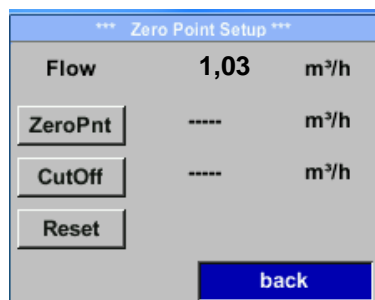 *** Zero Point Setup ***
Flow 1,03 m³/h
ZeroPnt ----- m³/h
CutOff ----- m³/h
Reset
back